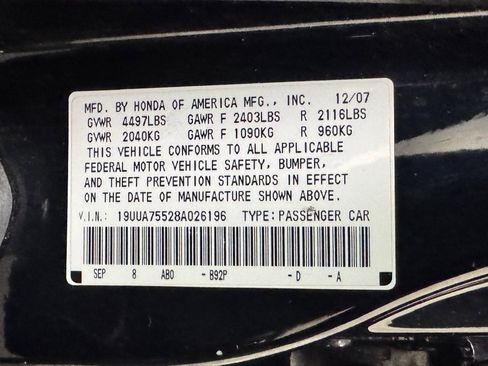 MFD. BY HONDA OF AMERICA MFG., INC. 12/07
GVWR 4497LBS GAWR F 2403LBS R 2116LBS
GVWR 2040KG GAWR F 1090KG R 960KG
THIS VEHICLE CONFORMS TO ALL APPLICABLE
FEDERAL MOTOR VEHICLE SAFETY, BUMPER,
AND THEFT PREVENTION STANDARDS IN EFFECT
ON THE DATE OF MANUFACTURE SHOWN ABOVE.
V.I.N.: 19UUA75528A026196 TYPE: PASSENGER CAR
SEP 8 AB0 -B92P -D -A